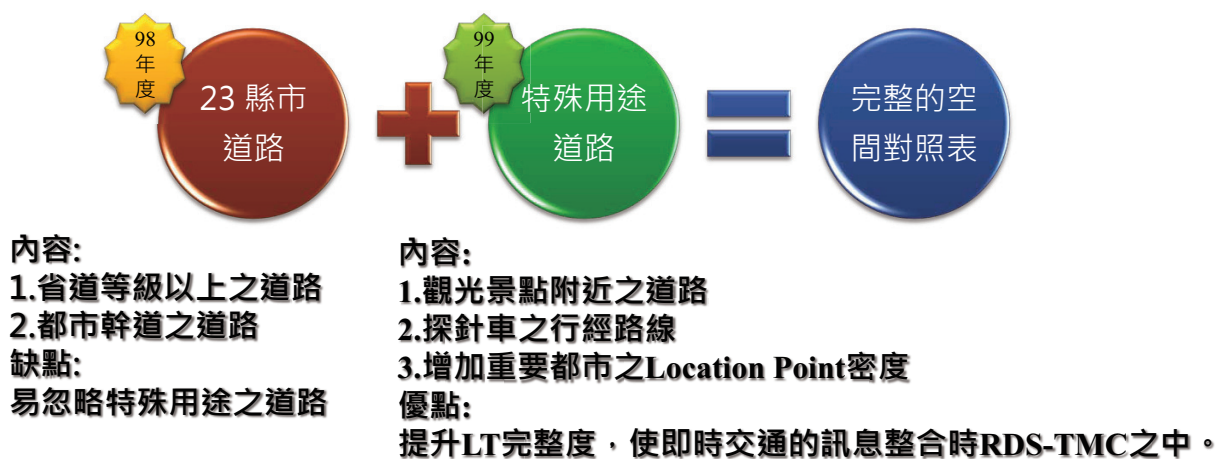 98
年
度
23 縣市
道路
99
年
度
特殊用途
道路
完整的空
間對照表
內容:
1.省道等級以上之道路
2.都市幹道之道路
缺點:
易忽略特殊用途之道路
內容:
1.觀光景點附近之道路
2.探針車之行經路線
3.增加重要都市之Location Point密度
優點:
提升LT完整度，使即時交通的訊息整合時RDS-TMC之中。